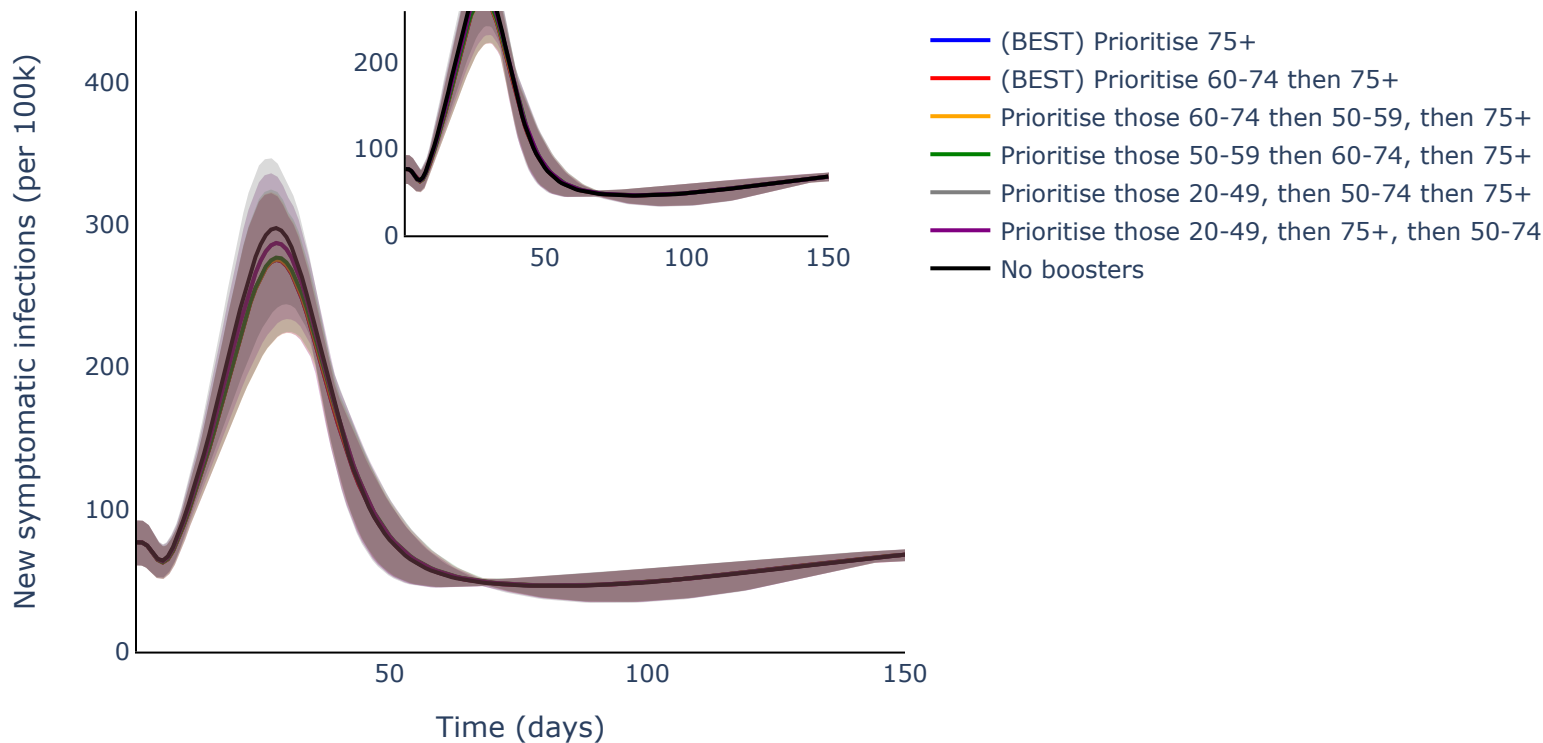 New symptomatic infections (per 100k)
400
300
200
100
0
50
100
150
Time (days)
200
100
0
50
100
150
(BEST) Prioritise 75+
(BEST) Prioritise 60-74 then 75+
Prioritise those 60-74 then 50-59, then 75+
Prioritise those 50-59 then 60-74, then 75+
Prioritise those 20-49, then 50-74 then 75+
Prioritise those 20-49, then 75+, then 50-74
No boosters